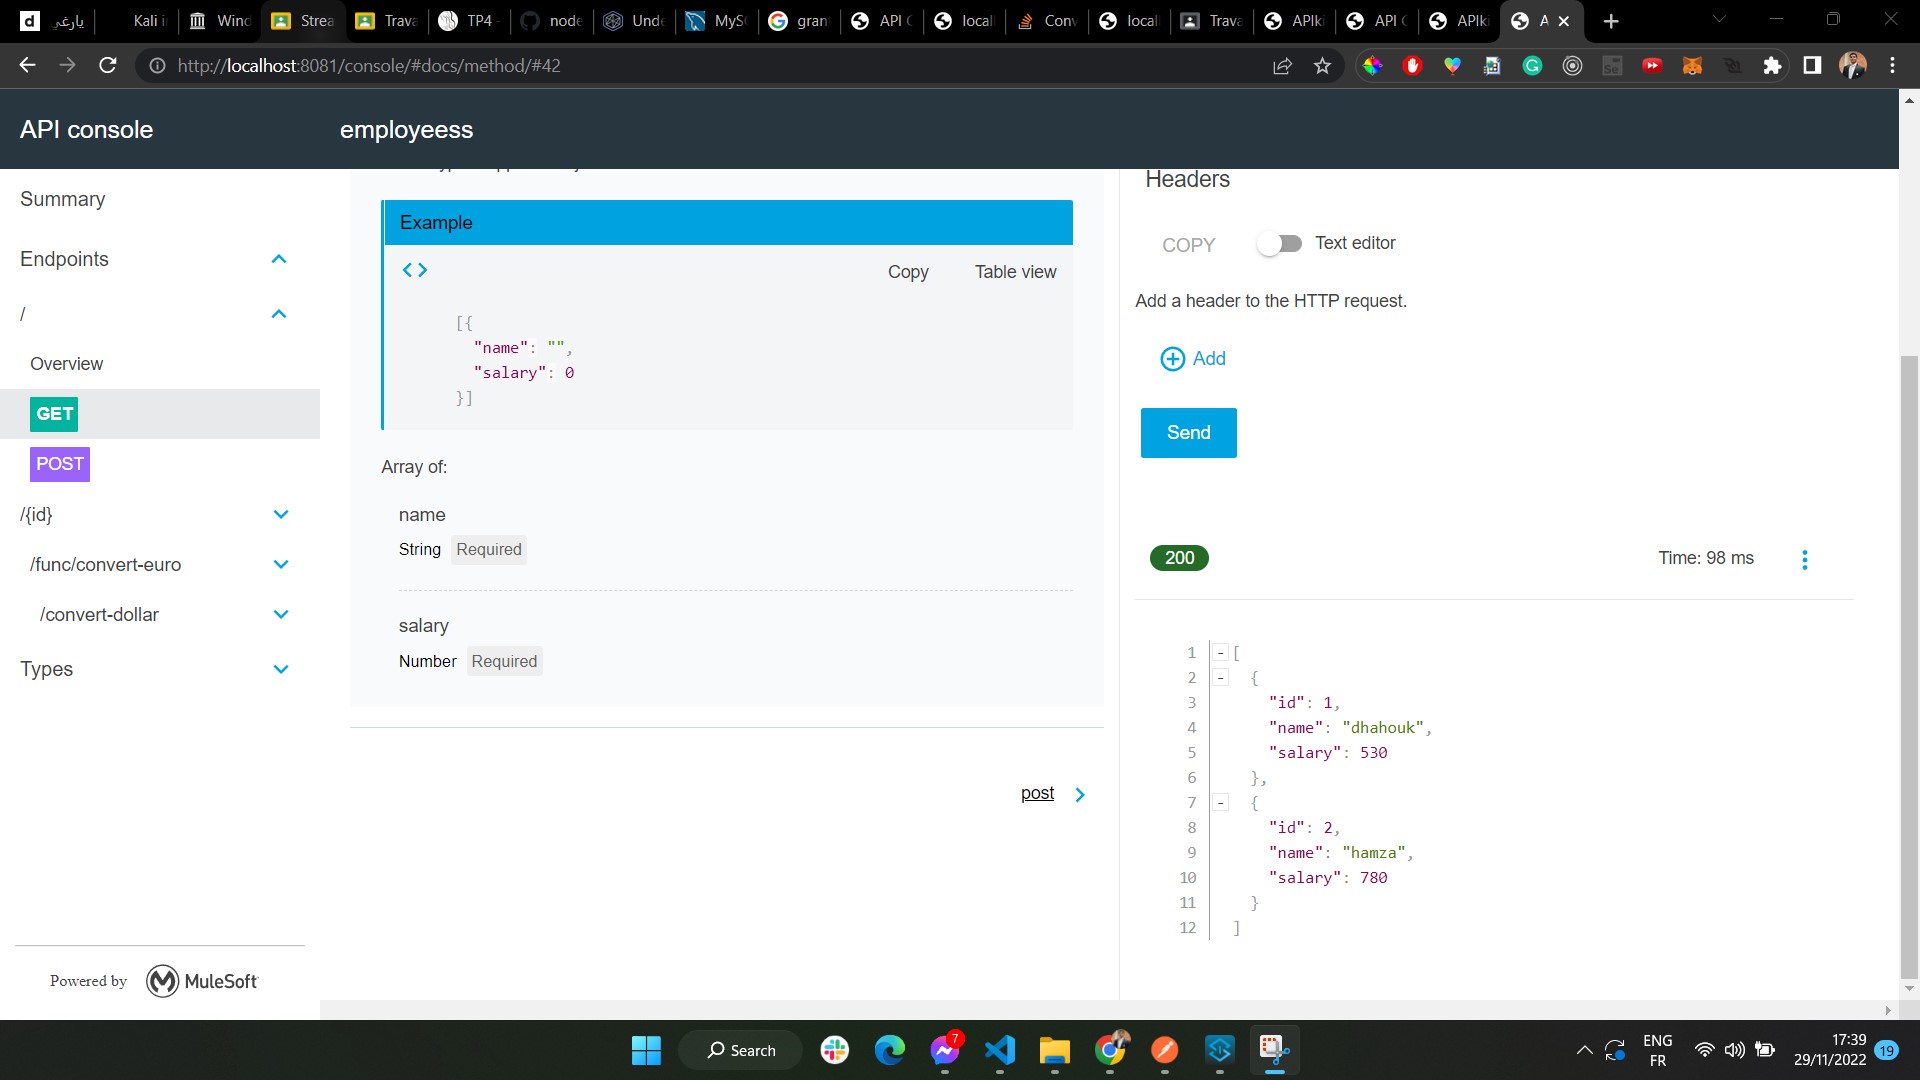 يارغي
Kali i
Wind
Strea
Trava
TP4
node
Unde
MyS
gran
API
local
Conv
local
Trava
APIki
API
APIki
A
http://localhost:8081/console/#docs/method/#42
API console
employeess
Summary
Endpoints
/
Overview
GET
POST
/{id}
/func/convert-euro
/convert-dollar
Types
Powered by MuleSoft
Example
Copy Table view
[{
"name": "",
"salary": 0
}]
Array of:
name
String Required
salary
Number Required
post
Headers
COPY Text editor
Add a header to the HTTP request.
Add
Send
200 Time: 98 ms
1 - [
2 - {
3 "id": 1,
4 "name": "dhahouk",
5 "salary": 530
6 },
7 - {
8 "id": 2,
9 "name": "hamza",
10 "salary": 780
11 }
12 ]
Search
7
ENG
FR
17:39
29/11/2022
19